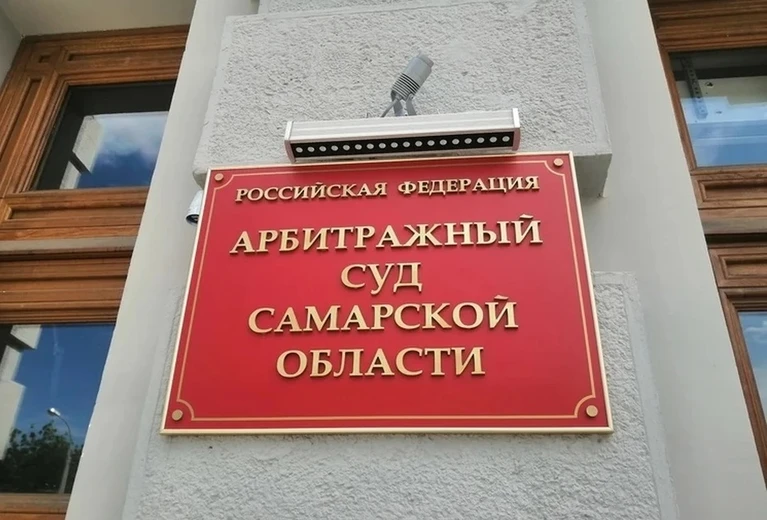 РОССИЙСКАЯ ФЕДЕРАЦИЯ
АРБИТРАЖНЫЙ
СУД
САМАРСКОЙ
ОБЛАСТИ